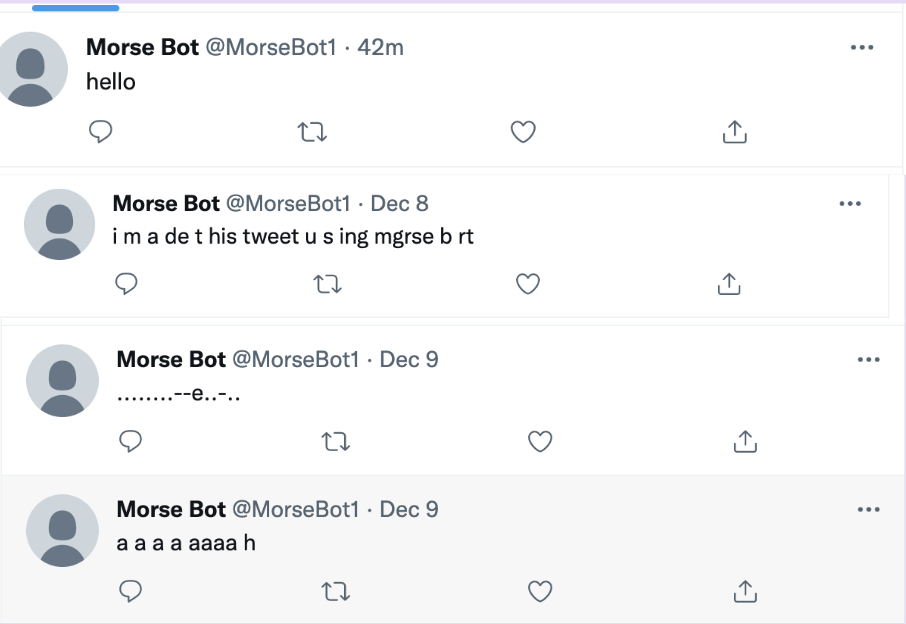 Morse Bot @MorseBot1 · 42m
hello
Morse Bot @MorseBot1 · Dec 8
i m a de t his tweet u s ing mgrse b rt
Morse Bot @MorseBot1 · Dec 9
........--e..-..
Morse Bot @MorseBot1 · Dec 9
a a a a aaaa h